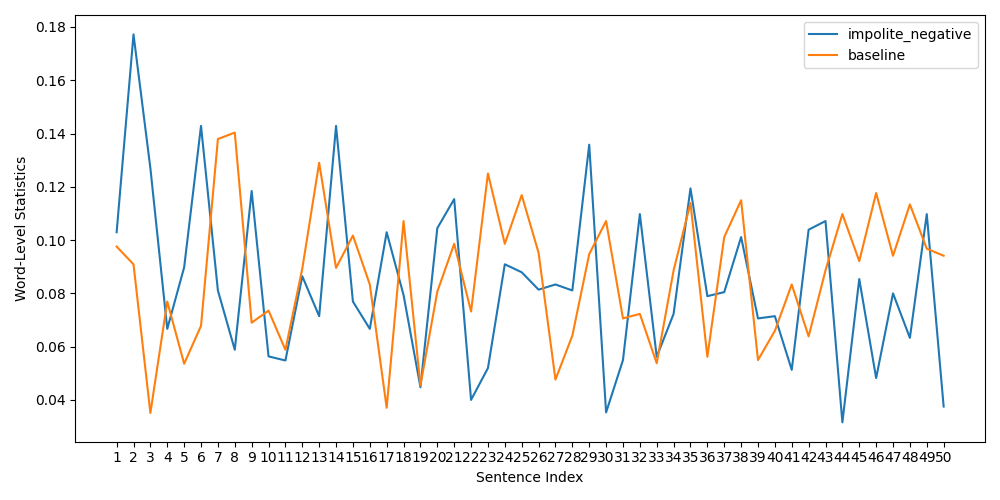 0.18
0.16
0.14
0.12
0.10
0.08
0.06
0.04
Word-Level Statistics
impolite_negative
baseline
1 2 3 4 5 6 7 8 9 10 11 12 13 14 15 16 17 18 19 20 21 22 23 24 25 26 27 28 29 30 31 32 33 34 35 36 37 38 39 40 41 42 43 44 45 46 47 48 49 50
Sentence Index